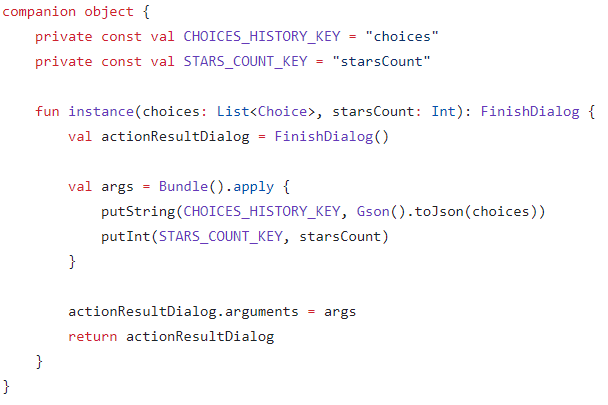 companion object {
    private const val CHOICES_HISTORY_KEY = "choices"
    private const val STARS_COUNT_KEY = "starsCount"

    fun instance(choices: List<Choice>, starsCount: Int): FinishDialog {
        val actionResultDialog = FinishDialog()

        val args = Bundle().apply {
            putString(CHOICES_HISTORY_KEY, Gson().toJson(choices))
            putInt(STARS_COUNT_KEY, starsCount)
        }

        actionResultDialog.arguments = args
        return actionResultDialog
    }
}